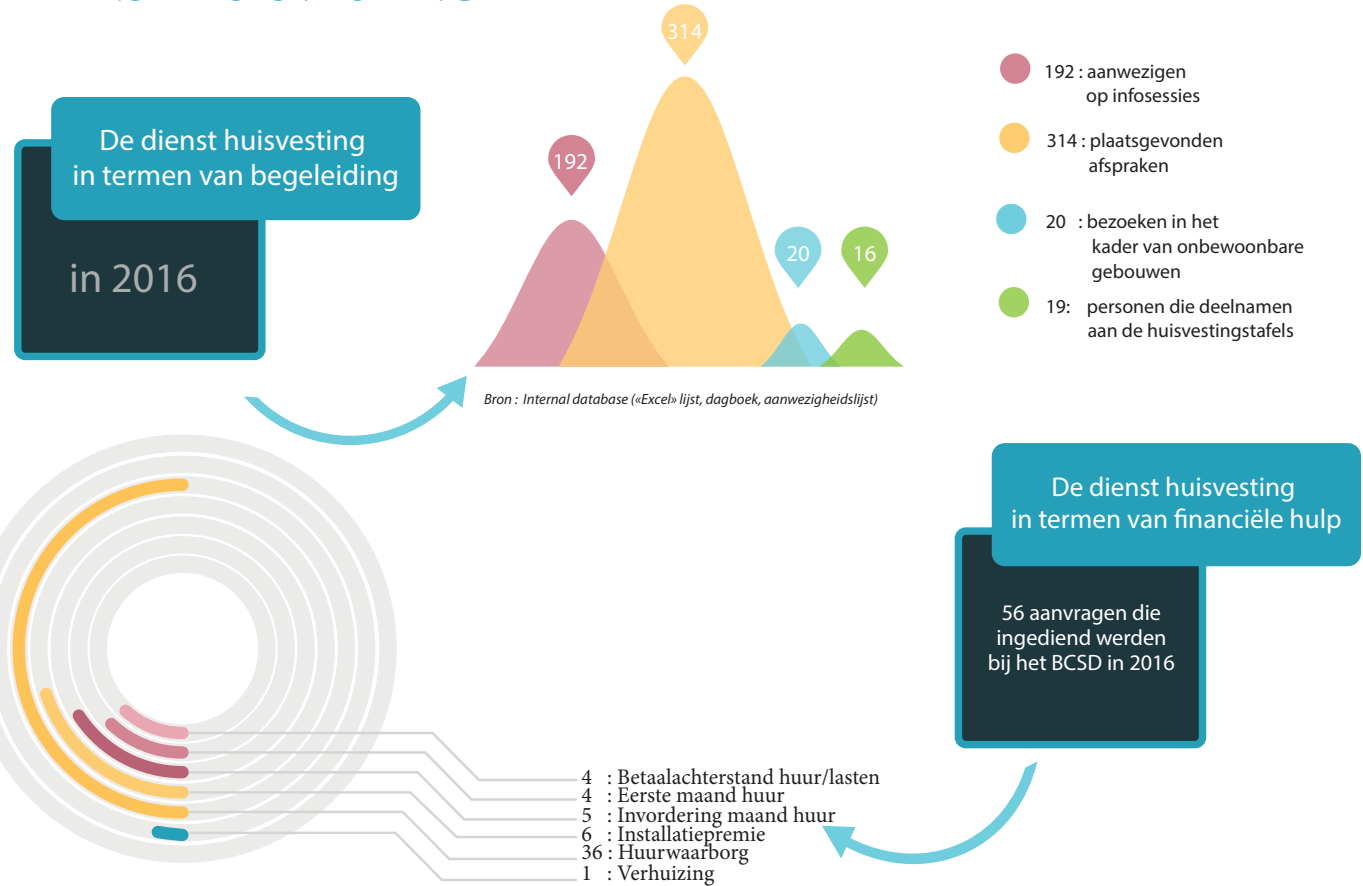 314
De dienst huisvesting
in termen van begeleiding
in 2016
192
20
16
192 : aanwezigen
op infosessies
314 : plaatsgevonden
afspraken
20 : bezoeken in het
kader van onbewoonbare
gebouwen
19: personen die deelnamen
aan de huisvestingstafels
Bron : Internal database («Excel» lijst, dagboek, aanwezigheidslijst)
De dienst huisvesting
in termen van financiële hulp
56 aanvragen die
ingediend werden
bij het BCSD in 2016
4 : Betaalachterstand huur/lasten
4 : Eerste maand huur
5 : Invordering maand huur
6 : Installatiepremie
36 : Huurwaarborg
1 : Verhuizing